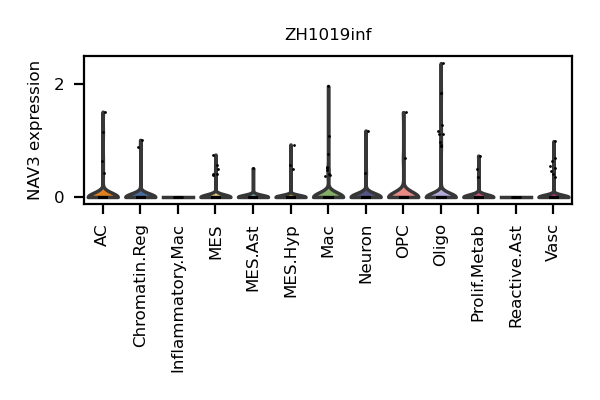 ZH1019inf
NAV3 expression
2
0
AC
Chromatin.Reg
Inflammatory.Mac
MES
MES.Ast
MES.Hyp
Mac
Neuron
OPC
Oligo
Prolif.Metab
Reactive.Ast
Vasc